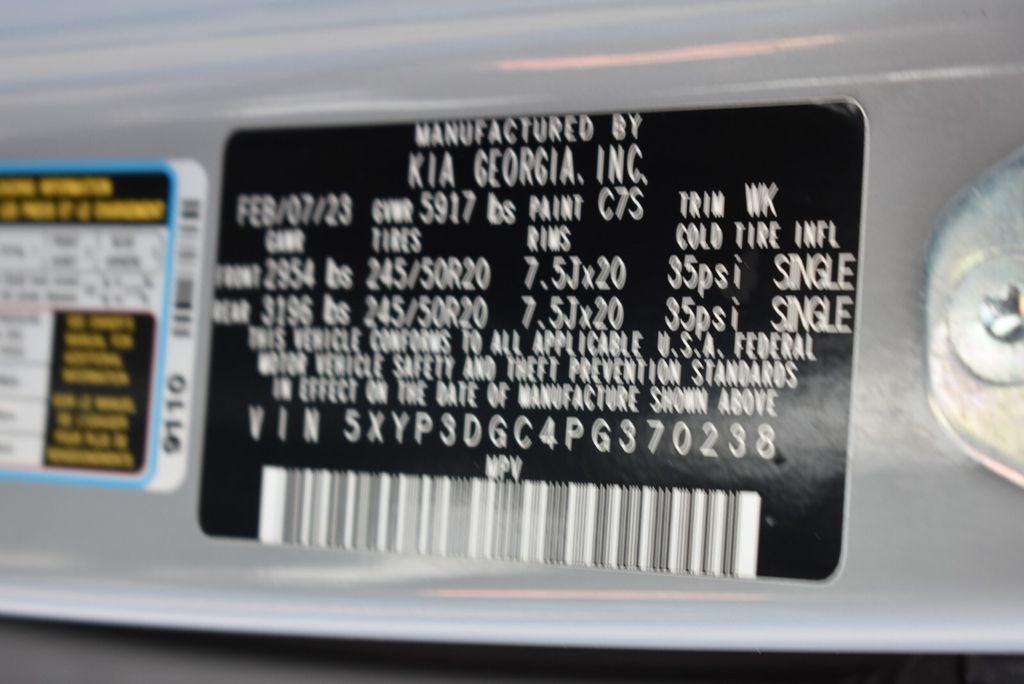 MANUFACTURED BY
KIA GEORGIA, INC.
FEB/07/23 GVWR 5917 lbs PAINT C7S TRIM WK
GAWR TIRES RIMS COLD TIRE INFL
FRONT 2954 lbs 245/50R20 7.5Jx20 35psi SINGLE
REAR 3196 lbs 245/50R20 7.5Jx20 35psi SINGLE
THIS VEHICLE CONFORMS TO ALL APPLICABLE U.S.A. FEDERAL
MOTOR VEHICLE SAFETY AND THEFT PREVENTION STANDARDS
IN EFFECT ON THE DATE OF MANUFACTURE SHOWN ABOVE
VIN 5XYP3DGC4PG370238
MPV
9110